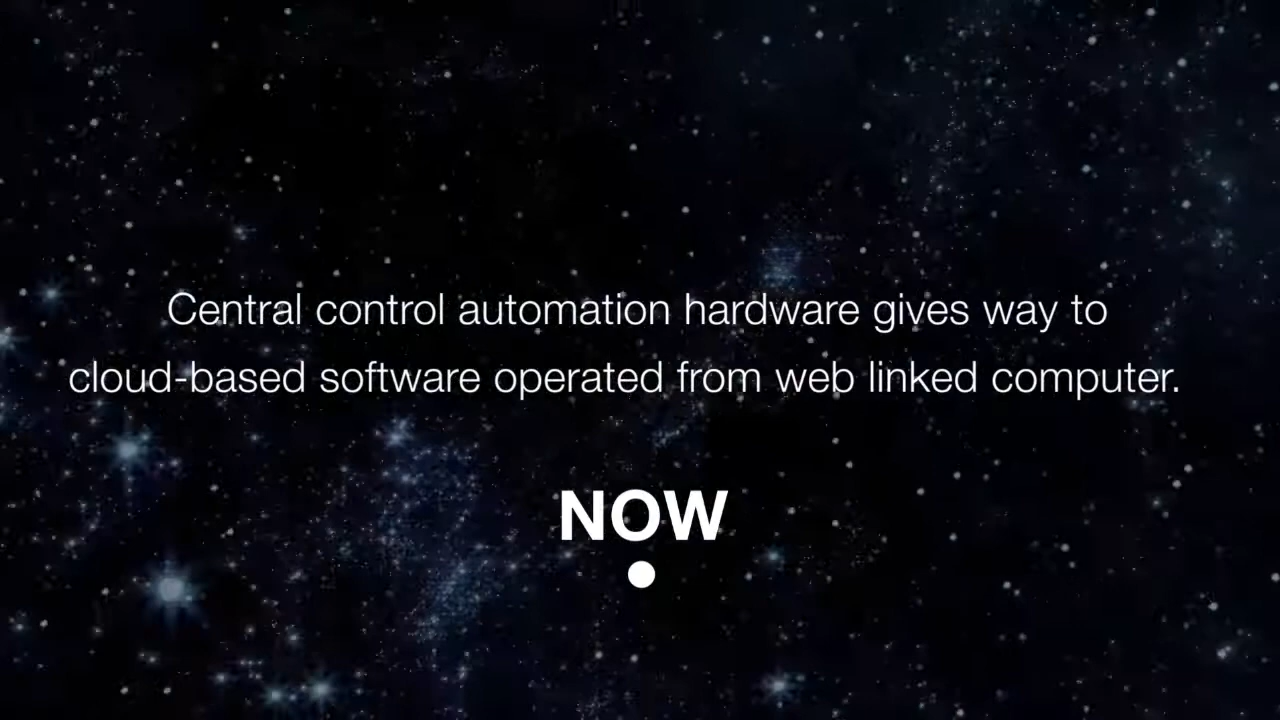 Central control automation hardware gives way to
cloud-based software operated from web linked computer.
NOW